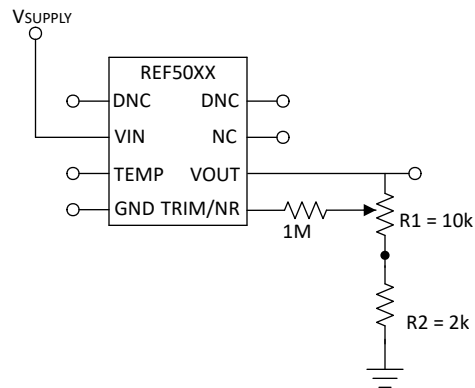 VSUPPLY
REF50XX
DNC DNC
VIN NC
TEMP VOUT
GND TRIM/NR
1M
R1 = 10k
R2 = 2k